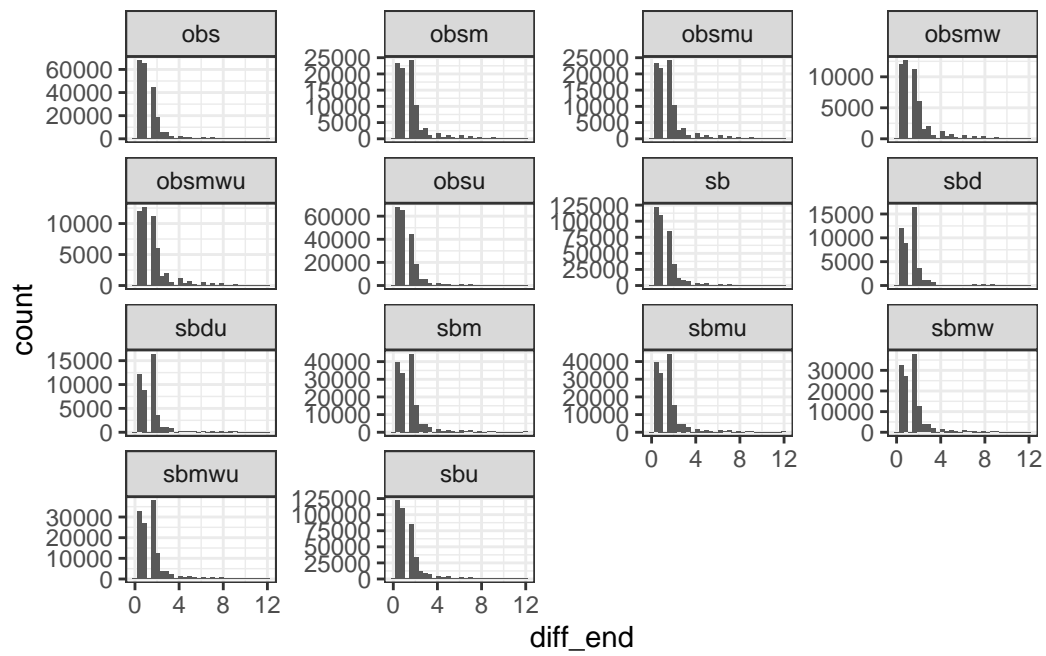 obs obsm obsmu obsmw
60000 25000 25000 10000
40000 20000 20000 5000
20000 15000 15000 0
0 10000 10000
5000 5000
0 0
obsmwu obsu sb sbd
10000 60000 125000 15000
5000 40000 100000 10000
0 20000 75000 5000
0 50000 0
25000
0
sbdu sbm sbmu sbmw
15000 40000 40000 30000
10000 30000 30000 20000
5000 20000 20000 10000
0 10000 10000 0
0 0
0 4 8 12 0 4 8 12
sbmwu sbu
30000 125000
20000 100000
10000 75000
0 50000
25000
0
0 4 8 12 0 4 8 12
count
diff_end